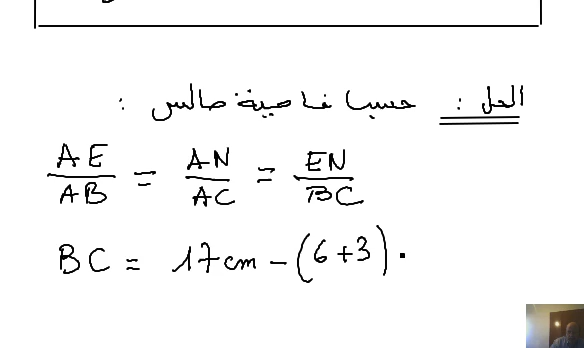 الحل : حسب خاصية طالس :
AE/AB = AN/AC = EN/BC
BC = 17cm - (6+3).